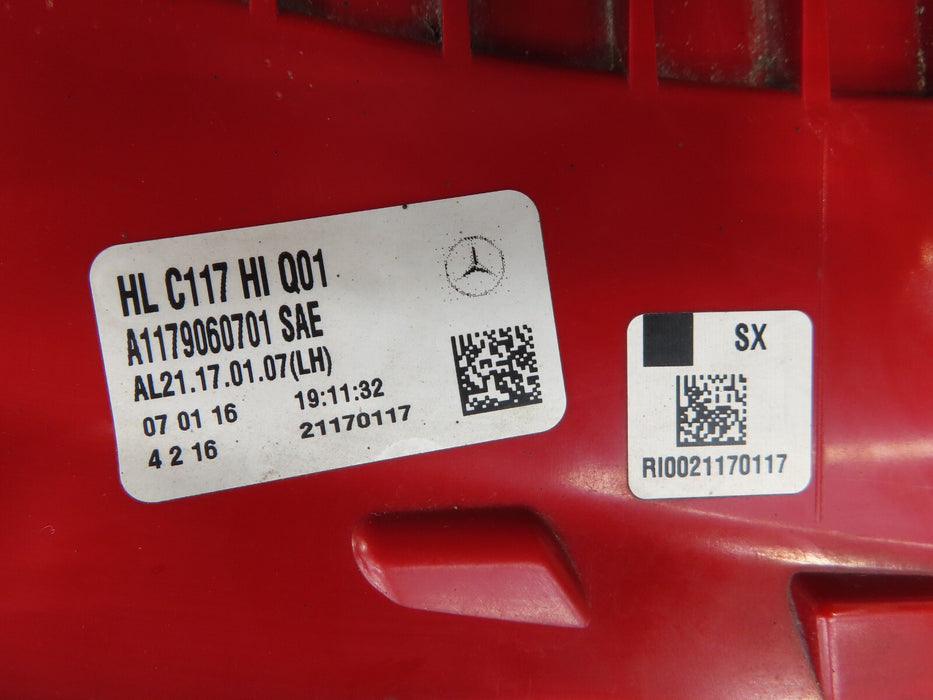 HL C117 HI Q01
A1179060701 SAE
AL21.17.01.07(LH)
07 01 16 19:11:32
4 2 16 21170117
SX
RI0021170117